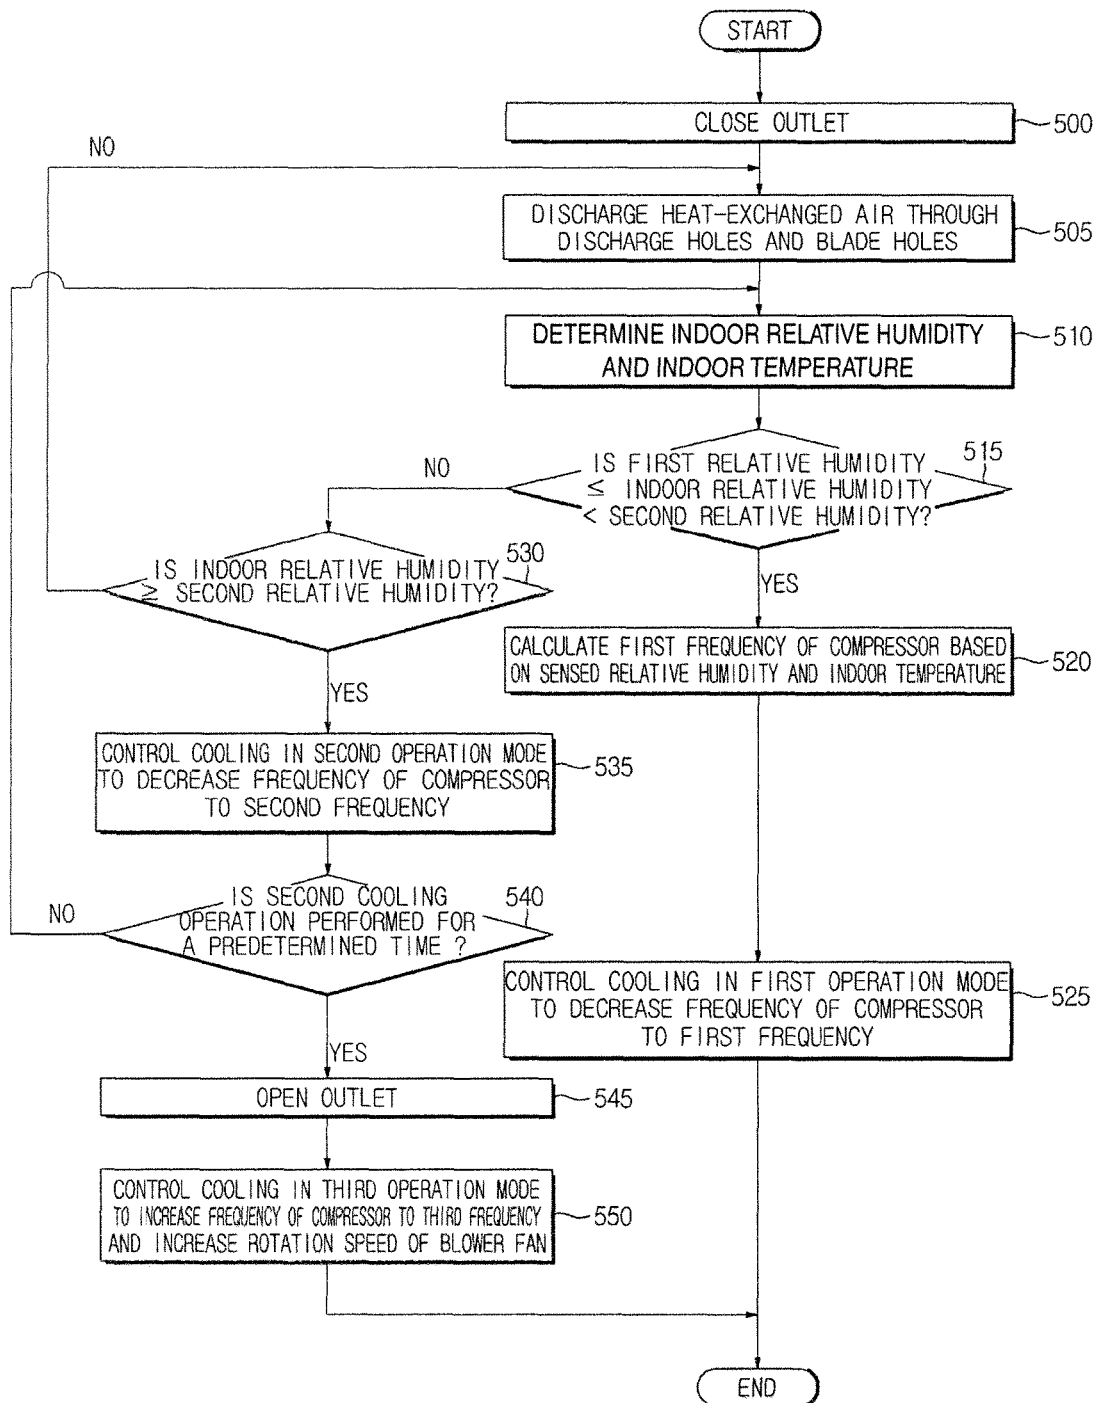 START
CLOSE OUTLET
500
NO
DISCHARGE HEAT-EXCHANGED AIR THROUGH
DISCHARGE HOLES AND BLADE HOLES
505
DETERMINE INDOOR RELATIVE HUMIDITY
AND INDOOR TEMPERATURE
510
IS FIRST RELATIVE HUMIDITY
≤ INDOOR RELATIVE HUMIDITY
< SECOND RELATIVE HUMIDITY?
515
NO
YES
IS INDOOR RELATIVE HUMIDITY
≥ SECOND RELATIVE HUMIDITY?
530
CALCULATE FIRST FREQUENCY OF COMPRESSOR BASED
ON SENSED RELATIVE HUMIDITY AND INDOOR TEMPERATURE
520
YES
CONTROL COOLING IN SECOND OPERATION MODE
TO DECREASE FREQUENCY OF COMPRESSOR
TO SECOND FREQUENCY
535
IS SECOND COOLING
OPERATION PERFORMED FOR
A PREDETERMINED TIME ?
540
NO
CONTROL COOLING IN FIRST OPERATION MODE
TO DECREASE FREQUENCY OF COMPRESSOR
TO FIRST FREQUENCY
525
YES
OPEN OUTLET
545
CONTROL COOLING IN THIRD OPERATION MODE
TO INCREASE FREQUENCY OF COMPRESSOR TO THIRD FREQUENCY
AND INCREASE ROTATION SPEED OF BLOWER FAN
550
END